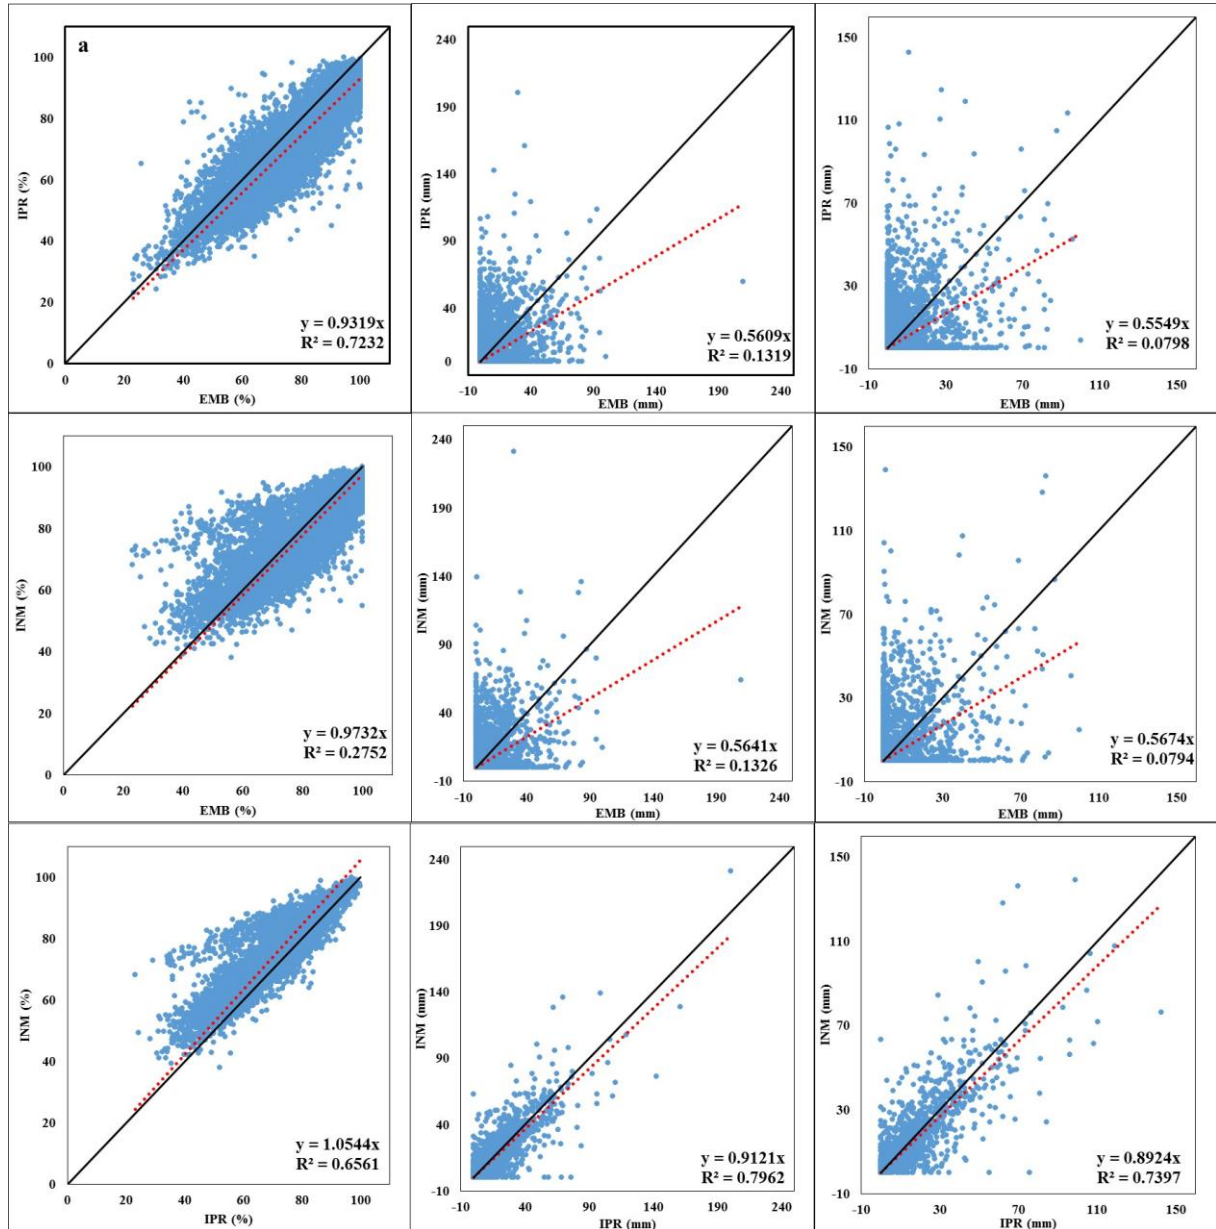 a
100
80
60
40
20
0
IPR (%)
0 20 40 60 80 100
EMB (%)
y = 0.9319x
R² = 0.7232
240
190
140
90
40
-10
IPR (mm)
-10 40 90 140 190 240
EMB (mm)
y = 0.5609x
R² = 0.1319
150
110
70
30
-10
IPR (mm)
-10 30 70 110 150
EMB (mm)
y = 0.5549x
R² = 0.0798
100
80
60
40
20
0
INM (%)
0 20 40 60 80 100
EMB (%)
y = 0.9732x
R² = 0.2752
240
190
140
90
40
-10
INM (mm)
-10 40 90 140 190 240
EMB (mm)
y = 0.5641x
R² = 0.1326
150
110
70
30
-10
INM (mm)
-10 30 70 110 150
EMB (mm)
y = 0.5674x
R² = 0.0794
100
80
60
40
20
0
INM (%)
0 20 40 60 80 100
IPR (%)
y = 1.0544x
R² = 0.6561
240
190
140
90
40
-10
INM (mm)
-10 40 90 140 190 240
IPR (mm)
y = 0.9121x
R² = 0.7962
150
110
70
30
-10
INM (mm)
-10 30 70 110 150
IPR (mm)
y = 0.8924x
R² = 0.7397